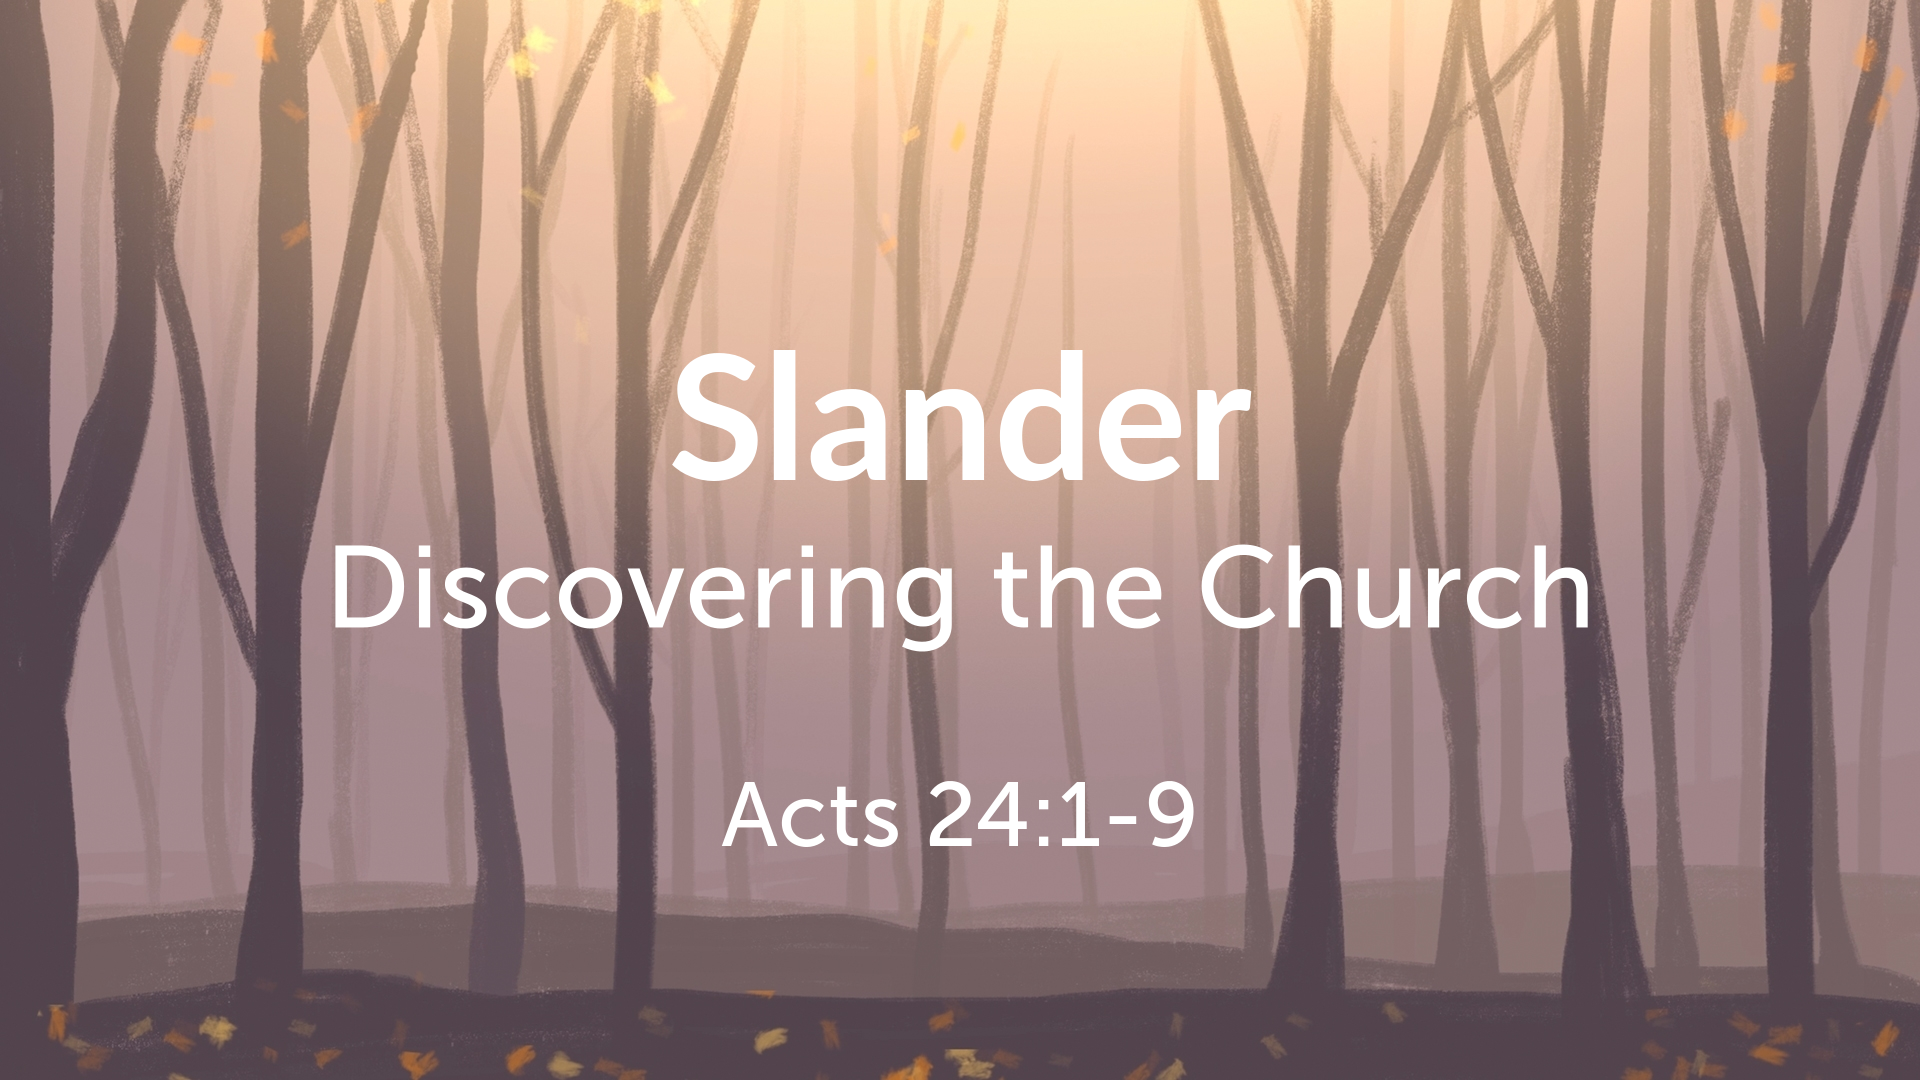 Slander
Discovering the Church
Acts 24:1-9